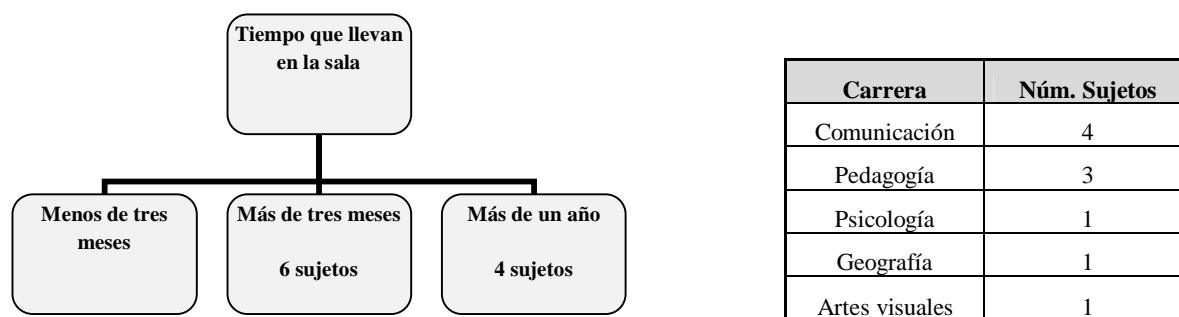 Tiempo que llevan
en la sala
Menos de tres
meses
Más de tres meses
6 sujetos
Más de un año
4 sujetos
Carrera Núm. Sujetos
Comunicación 4
Pedagogía 3
Psicología 1
Geografía 1
Artes visuales 1